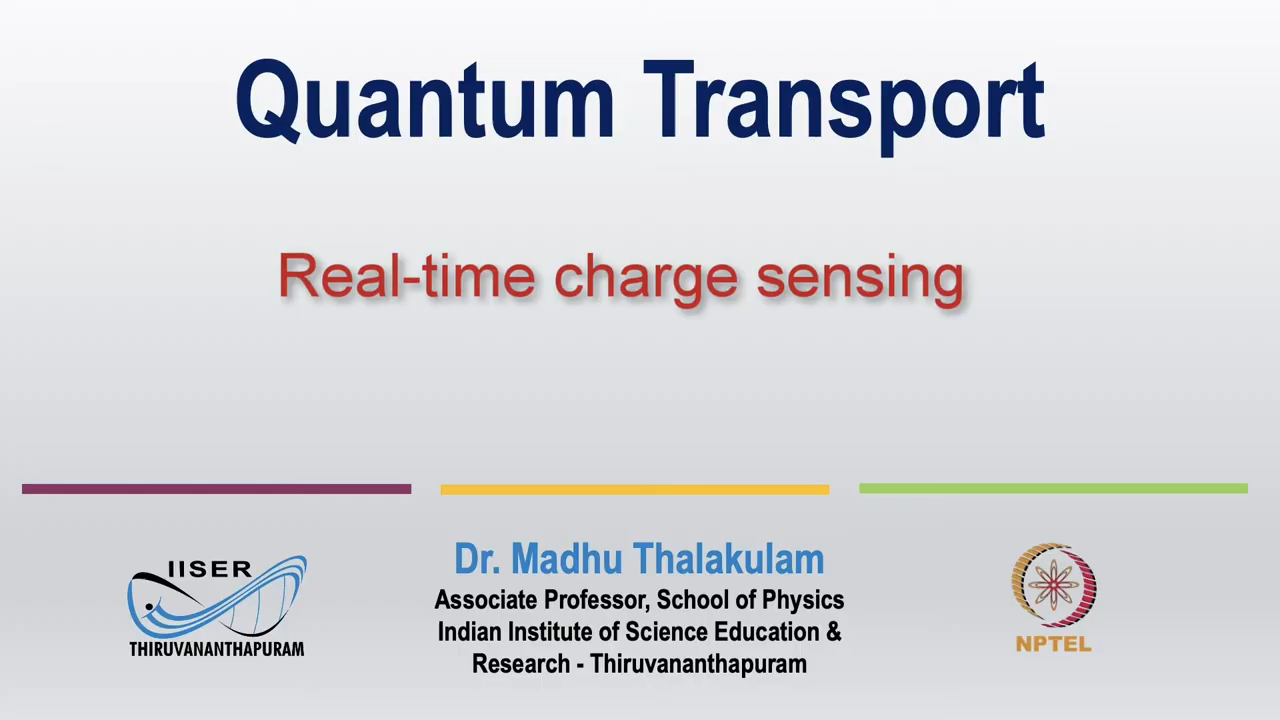 Quantum Transport
Real-time charge sensing
IISER
THIRUVANANTHAPURAM
Dr. Madhu Thalakulam
Associate Professor, School of Physics
Indian Institute of Science Education &
Research - Thiruvananthapuram
NPTEL